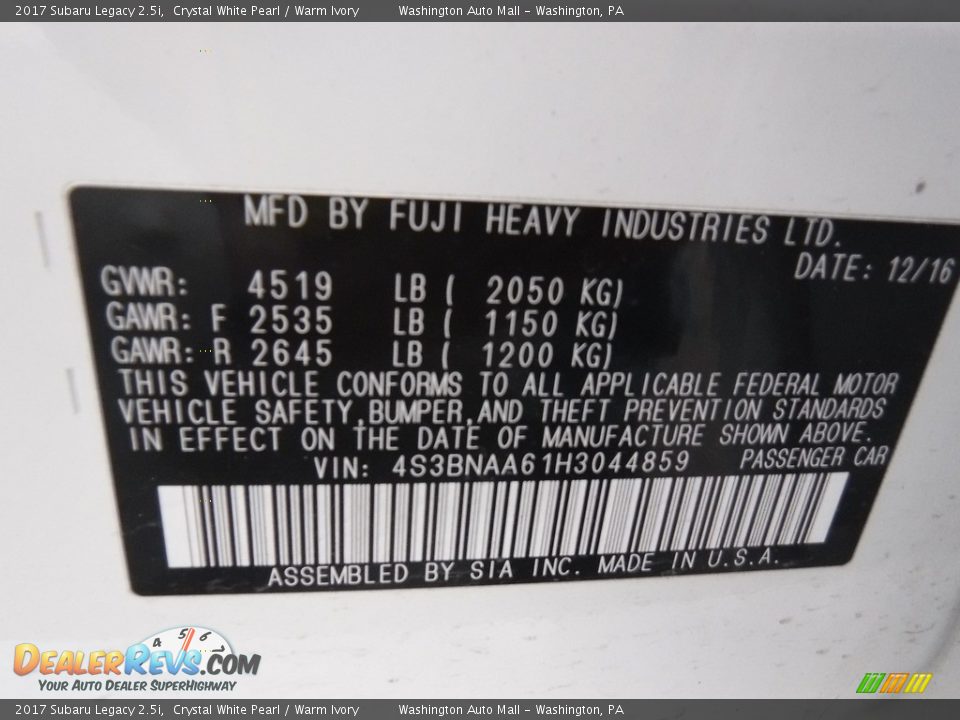 2017 Subaru Legacy 2.5i, Crystal White Pearl / Warm Ivory Washington Auto Mall - Washington, PA
MFD BY FUJI HEAVY INDUSTRIES LTD.
DATE: 12/16
GVWR: 4519 LB ( 2050 KG)
GAWR: F 2535 LB ( 1150 KG)
GAWR: R 2645 LB ( 1200 KG)
THIS VEHICLE CONFORMS TO ALL APPLICABLE FEDERAL MOTOR
VEHICLE SAFETY,BUMPER,AND THEFT PREVENTION STANDARDS
IN EFFECT ON THE DATE OF MANUFACTURE SHOWN ABOVE.
VIN: 4S3BNAA61H3044859 PASSENGER CAR
ASSEMBLED BY SIA INC. MADE IN U.S.A.
4 5 6
DEALERREVS.COM
YOUR AUTO DEALER SUPERHIGHWAY
2017 Subaru Legacy 2.5i, Crystal White Pearl / Warm Ivory Washington Auto Mall - Washington, PA